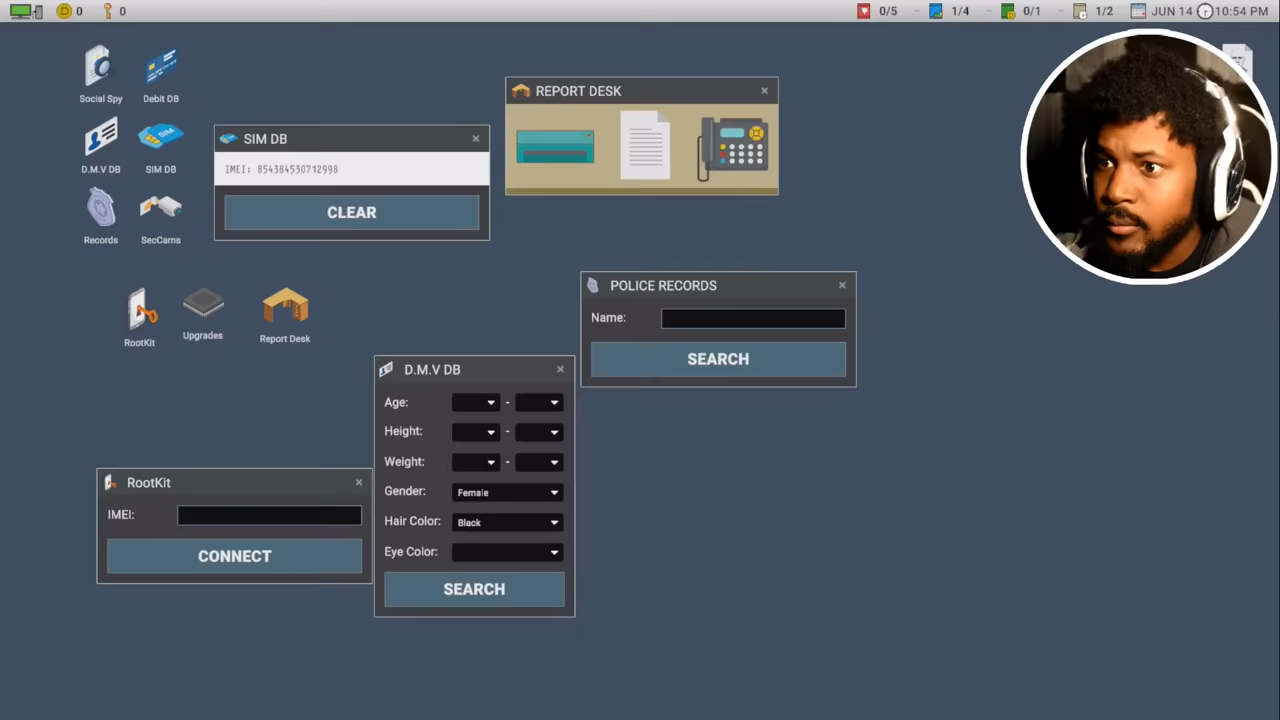 0
0
0/5
1/4
0/1
1/2
JUN 14
10:54 PM
Social Spy
Debit DB
D.M.V DB
SIM DB
Records
SecCams
RootKit
Upgrades
Report Desk
SIM DB
IMEI: 854384530712998
CLEAR
REPORT DESK
POLICE RECORDS
Name:
SEARCH
D.M.V DB
Age:
-
Height:
-
Weight:
-
Gender:
Female
Hair Color:
Black
Eye Color:
SEARCH
RootKit
IMEI:
CONNECT